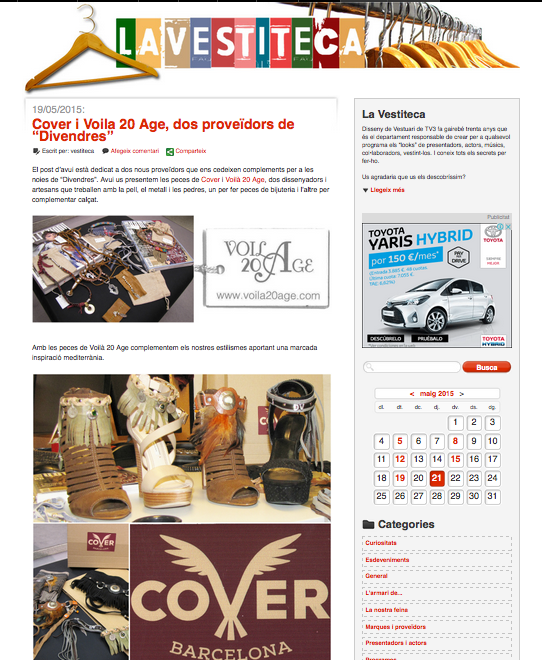 LAVESTITECA
19/05/2015:
Cover i Voila 20 Age, dos proveïdors de
“Divendres”
Escrit per: vestiteca Afegeix comentari Comparteix
El post d'avui està dedicat a dos nous proveïdors que ens cedeixen complements per a les
noies de “Divendres”. Avui us presentem les peces de Cover i Voilà 20 Age, dos dissenyadors i
artesans que treballen amb la pell, el metall i les pedres, un per fer peces de bijuteria i l'altre per
complementar calçat.
VOILÀ
20 AGE
www.voila20age.com
Amb les peces de Voilà 20 Age complementem els nostres estilismes aportant una marcada
inspiració mediterrània.
COVER
COVER
COVER
BARCELONA
La Vestiteca
Disseny de Vestuari de TV3 fa gairebé trenta anys que
és el departament responsable de crear per a qualsevol
programa els "looks" de presentadors, actors, músics,
col·laboradors, vestint-los. I coneix tots els secrets per
fer-ho.
Us agradaria que us els descobríssim?
Llegeix més
Publicitat
TOYOTA
YARIS HYBRID
por 150 €/mes*
PAY PER DRIVE
TOYOTA
SIEMPRE
MEJOR
DESCÚBRELO PRUÉBALO
TOYOTA
HYBRID
Busca
< maig 2015 >
dl. dt. dc. dj. dv. ds. dg.
1 2 3
4 5 6 7 8 9 10
11 12 13 14 15 16 17
18 19 20 21 22 23 24
25 26 27 28 29 30 31
Categories
Curiositats
Esdeveniments
General
L'armari de...
La nostra feina
Marques i proveïdors
Presentadors i actors
Programes